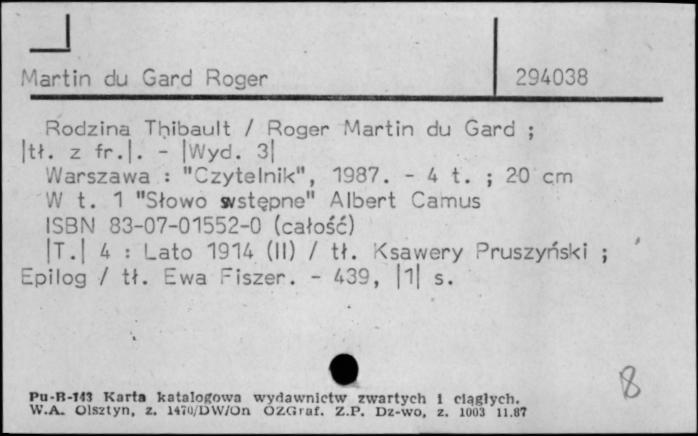 Martin du Gard Roger 294038
Rodzina Thibault / Roger Martin du Gard ;
|tł. z fr.|. - |Wyd. 3|
Warszawa : "Czytelnik", 1987. - 4 t. ; 20 cm
W t. 1 "Słowo wstępne" Albert Camus
ISBN 83-07-01552-0 (całość)
|T.| 4 : Lato 1914 (II) / tł. Ksawery Pruszyński ;
Epilog / tł. Ewa Fiszer. - 439, |1| s.
8
Pu-B-143 Karta katalogowa wydawnictw zwartych i ciągłych.
W.A. Olsztyn, z. 1470/DW/On OZGraf. Z.P. Dz-wo, z. 1003 11.87